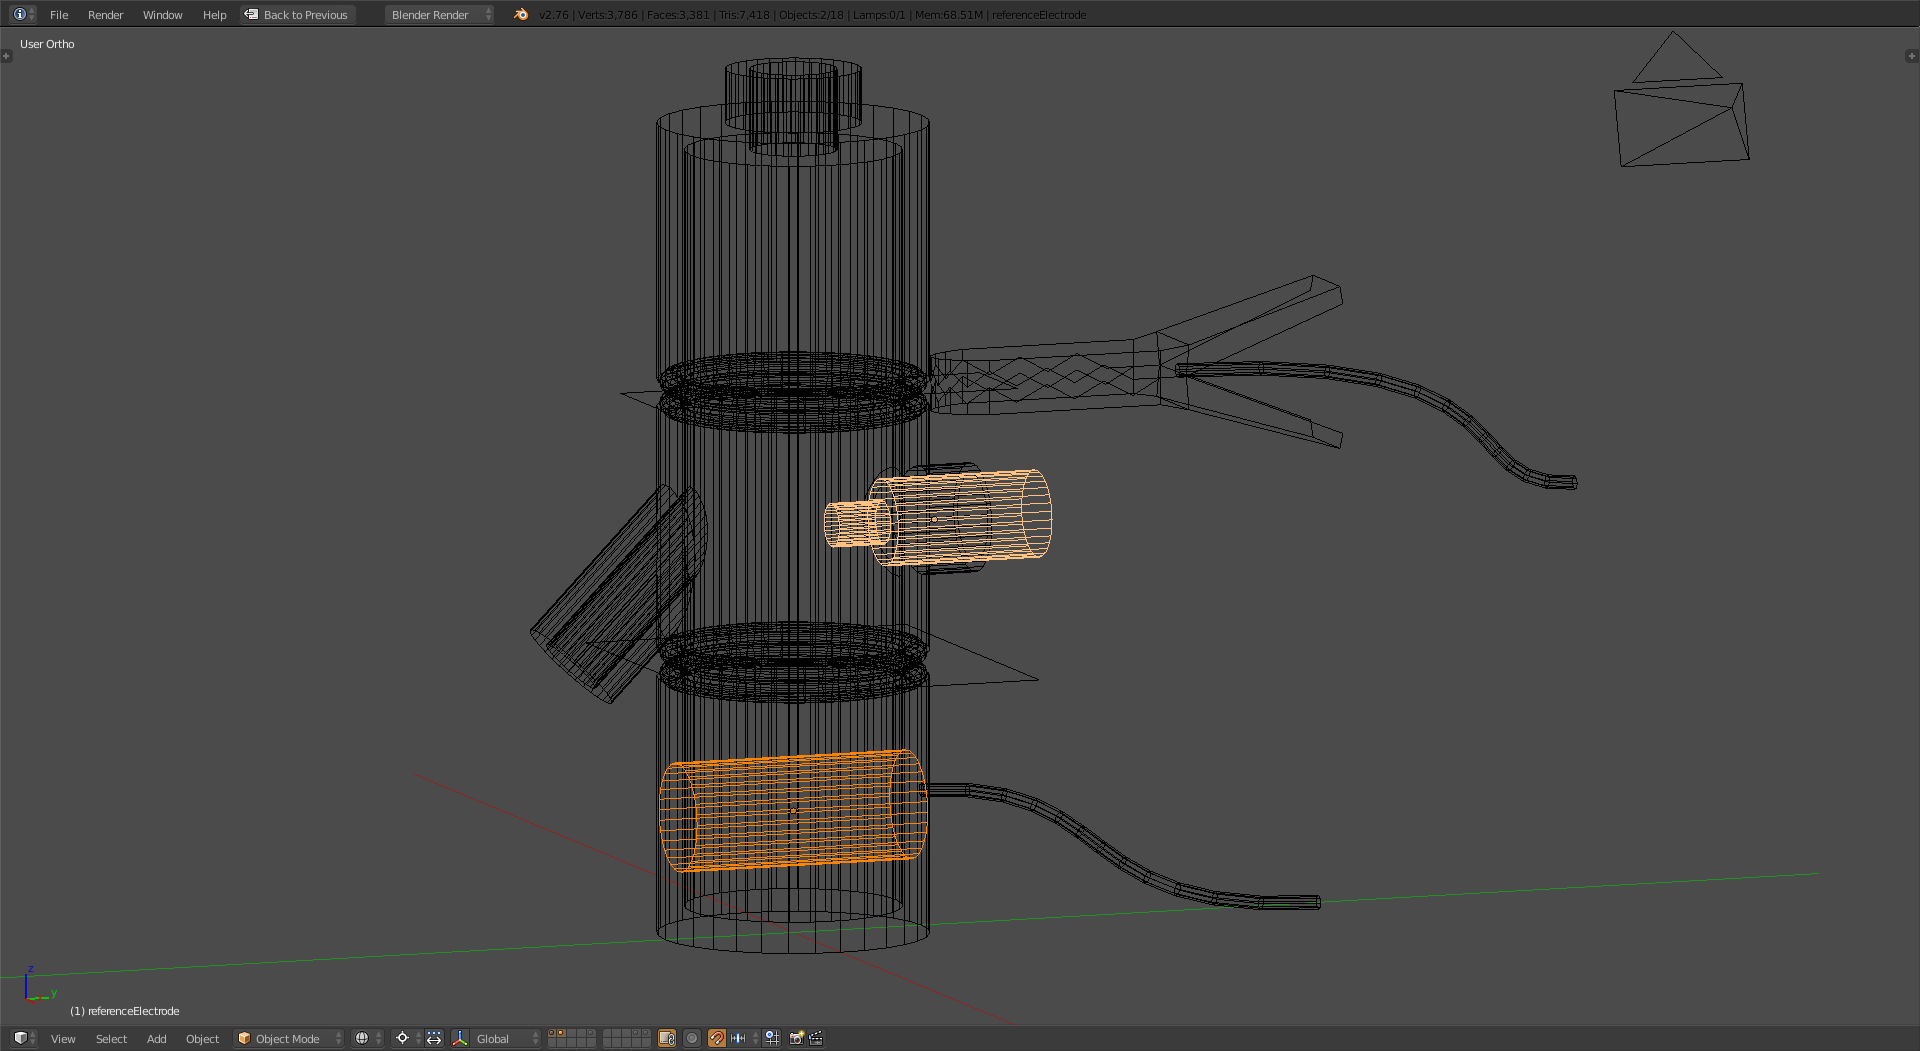 File Render Window Help Back to Previous Blender Render v2.76 | Verts:3,786 | Faces:3,381 | Tris:7,418 | Objects:2/18 | Lamps:0/1 | Mem:68.51M | referenceElectrode
User Ortho
z
y
(1) referenceElectrode
View Select Add Object Object Mode Global